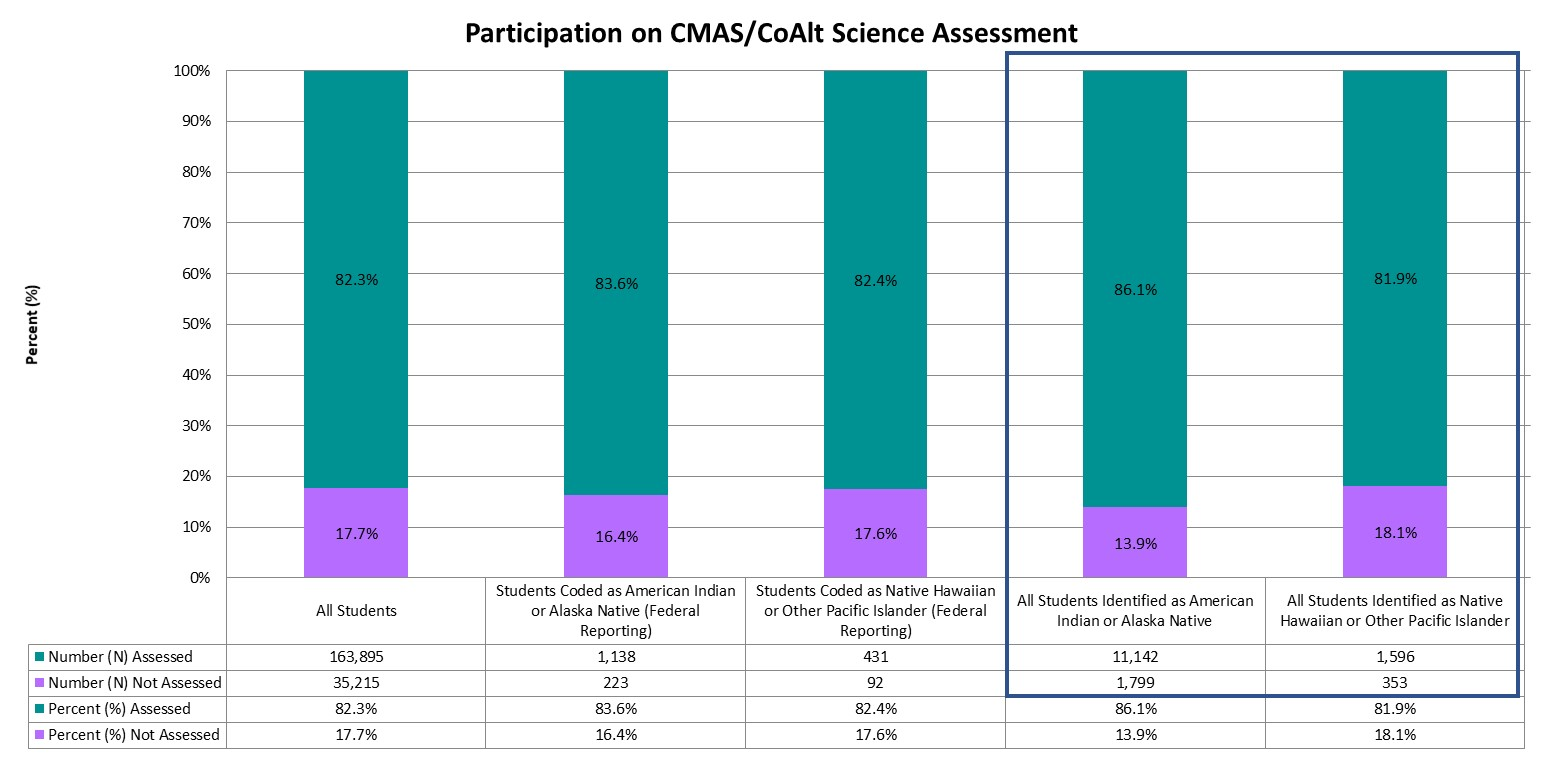 Participation on CMAS/CoAlt Science Assessment
Percent (%)
100%
90%
80%
70%
60%
50%
40%
30%
20%
10%
0%
82.3%
83.6%
82.4%
86.1%
81.9%
17.7%
16.4%
17.6%
13.9%
18.1%
All Students
Students Coded as American Indian
or Alaska Native (Federal
Reporting)
Students Coded as Native Hawaiian
or Other Pacific Islander (Federal
Reporting)
All Students Identified as American
Indian or Alaska Native
All Students Identified as Native
Hawaiian or Other Pacific Islander
Number (N) Assessed 163,895 1,138 431 11,142 1,596
Number (N) Not Assessed 35,215 223 92 1,799 353
Percent (%) Assessed 82.3% 83.6% 82.4% 86.1% 81.9%
Percent (%) Not Assessed 17.7% 16.4% 17.6% 13.9% 18.1%